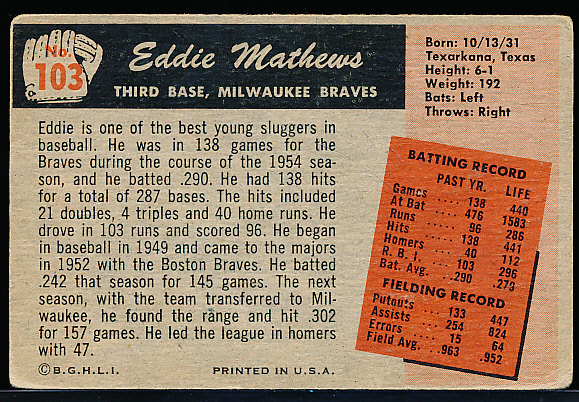 No.
103
Eddie Mathews
THIRD BASE, MILWAUKEE BRAVES
Born: 10/13/31
Texarkana, Texas
Height: 6-1
Weight: 192
Bats: Left
Throws: Right
Eddie is one of the best young sluggers in
baseball. He was in 138 games for the
Braves during the course of the 1954 sea-
son, and he batted .290. He had 138 hits
for a total of 287 bases. The hits included
21 doubles, 4 triples and 40 home runs. He
drove in 103 runs and scored 96. He began
in baseball in 1949 and came to the majors
in 1952 with the Boston Braves. He batted
.242 that season for 145 games. The next
season, with the team transferred to Mil-
waukee, he found the range and hit .302
for 157 games. He led the league in homers
with 47.
BATTING RECORD
PAST YR. LIFE
Games 138 440
At Bat 476 1583
Runs 96 286
Hits 138 441
Homers 40 112
R. B. I. 103 296
Bat. Avg. .290 .279
FIELDING RECORD
Putouts 133 447
Assists 254 824
Errors 15 64
Field Avg. .963 .952
©B.G.H.L.I. PRINTED IN U.S.A.